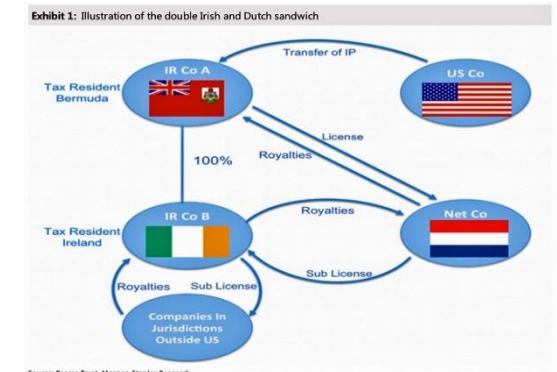 Exhibit 1: Illustration of the double Irish and Dutch sandwich
Transfer of IP
IR Co A
US Co
Tax Resident
Bermuda
License
Royalties
100%
IR Co B
Royalties
Net Co
Tax Resident
Ireland
Sub License
Royalties
Sub License
Companies In
Jurisdictions
Outside US